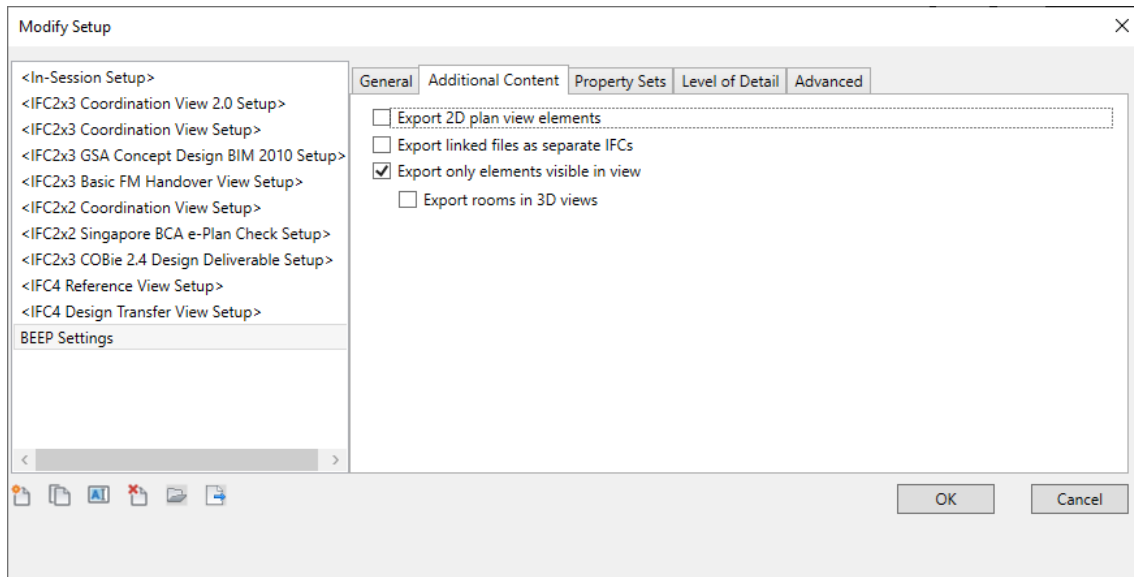 Modify Setup
<In-Session Setup>
<IFC2x3 Coordination View 2.0 Setup>
<IFC2x3 Coordination View Setup>
<IFC2x3 GSA Concept Design BIM 2010 Setup>
<IFC2x3 Basic FM Handover View Setup>
<IFC2x2 Coordination View Setup>
<IFC2x2 Singapore BCA e-Plan Check Setup>
<IFC2x3 COBie 2.4 Design Deliverable Setup>
<IFC4 Reference View Setup>
<IFC4 Design Transfer View Setup>
BEEP Settings
General Additional Content Property Sets Level of Detail Advanced
Export 2D plan view elements
Export linked files as separate IFCs
Export only elements visible in view
Export rooms in 3D views
OK Cancel